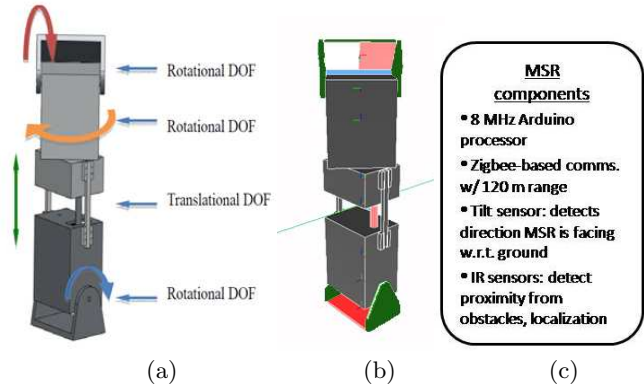 Rotational DOF
Rotational DOF
Translational DOF
Rotational DOF
(a)
(b)
MSR
components
• 8 MHz Arduino
processor
• Zigbee-based comms.
w/ 120 m range
• Tilt sensor: detects
direction MSR is facing
w.r.t. ground
• IR sensors: detect
proximity from
obstacles, localization
(c)